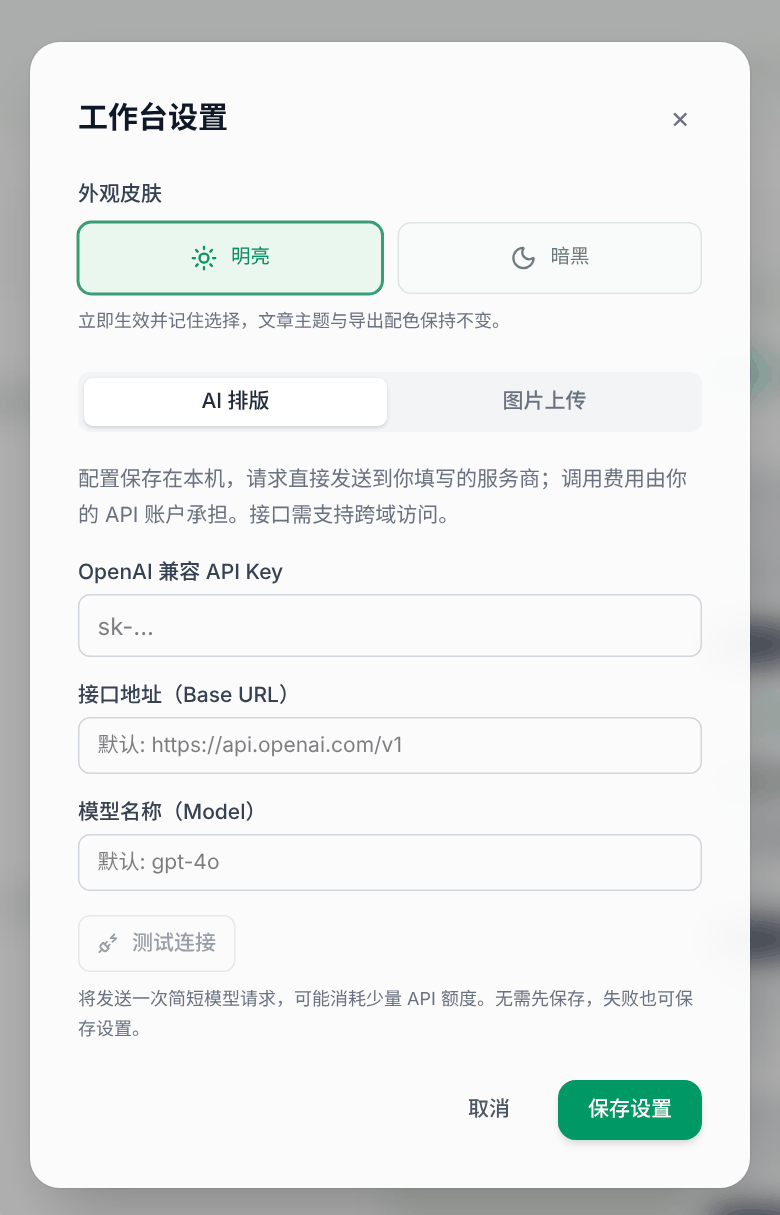 工作台设置
外观皮肤
明亮
暗黑
立即生效并记住选择，文章主题与导出配色保持不变。
AI 排版
图片上传
配置保存在本机，请求直接发送到你填写的服务商；调用费用由你
的 API 账户承担。接口需支持跨域访问。
OpenAI 兼容 API Key
sk-...
接口地址（Base URL）
默认: https://api.openai.com/v1
模型名称（Model）
默认: gpt-4o
测试连接
将发送一次简短模型请求，可能消耗少量 API 额度。无需先保存，失败也可保
存设置。
取消
保存设置